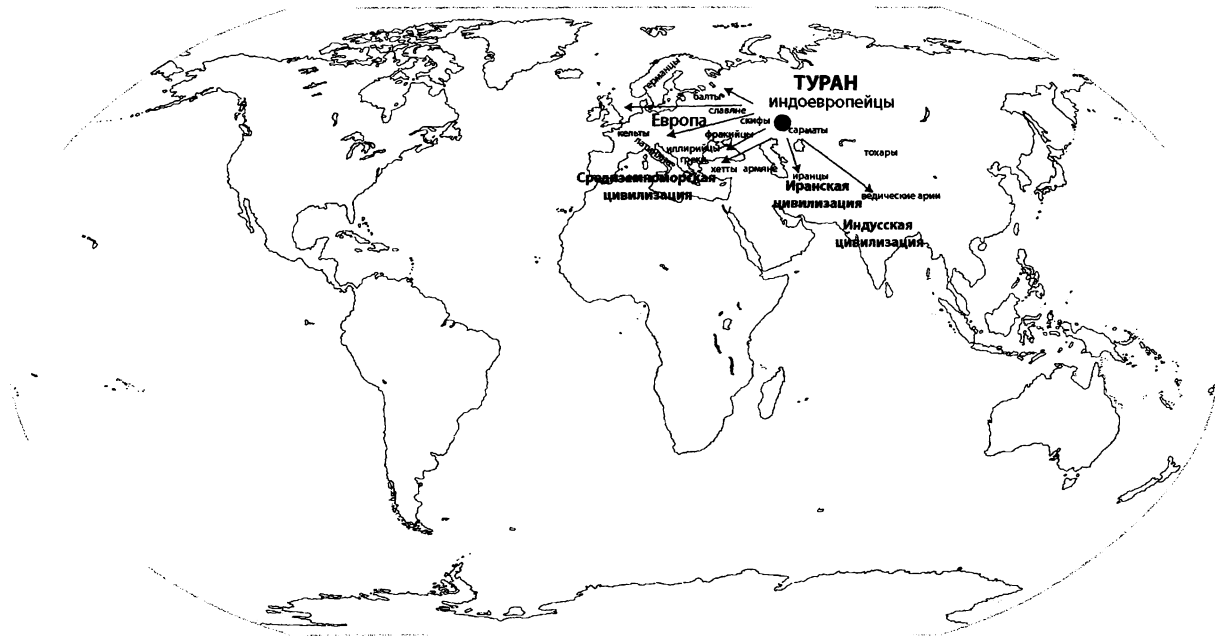 ТУРАН
индоевропейцы
германцы
балты
славяне
Европа
скифы
сарматы
кельты
фракийцы
иллирийцы
греки
тохары
хетты армяне
иранцы
Средиземноморская
цивилизация
Иранская
цивилизация
ведические арии
Индусская
цивилизация